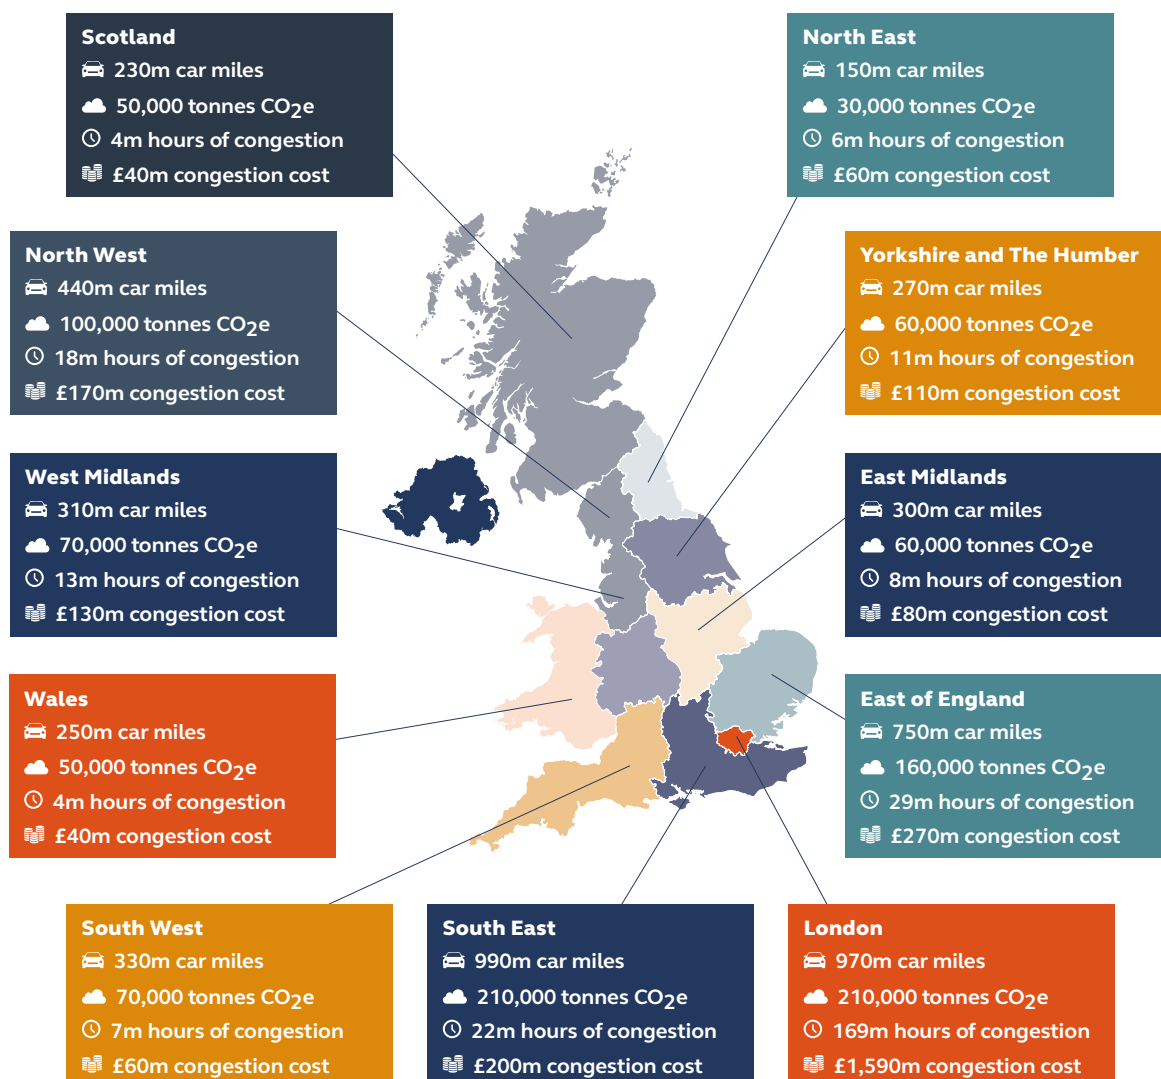 Scotland
230m car miles
50,000 tonnes CO2e
4m hours of congestion
£40m congestion cost
North East
150m car miles
30,000 tonnes CO2e
6m hours of congestion
£60m congestion cost
North West
440m car miles
100,000 tonnes CO2e
18m hours of congestion
£170m congestion cost
Yorkshire and The Humber
270m car miles
60,000 tonnes CO2e
11m hours of congestion
£110m congestion cost
West Midlands
310m car miles
70,000 tonnes CO2e
13m hours of congestion
£130m congestion cost
East Midlands
300m car miles
60,000 tonnes CO2e
8m hours of congestion
£80m congestion cost
Wales
250m car miles
50,000 tonnes CO2e
4m hours of congestion
£40m congestion cost
East of England
750m car miles
160,000 tonnes CO2e
29m hours of congestion
£270m congestion cost
South West
330m car miles
70,000 tonnes CO2e
7m hours of congestion
£60m congestion cost
South East
990m car miles
210,000 tonnes CO2e
22m hours of congestion
£200m congestion cost
London
970m car miles
210,000 tonnes CO2e
169m hours of congestion
£1,590m congestion cost